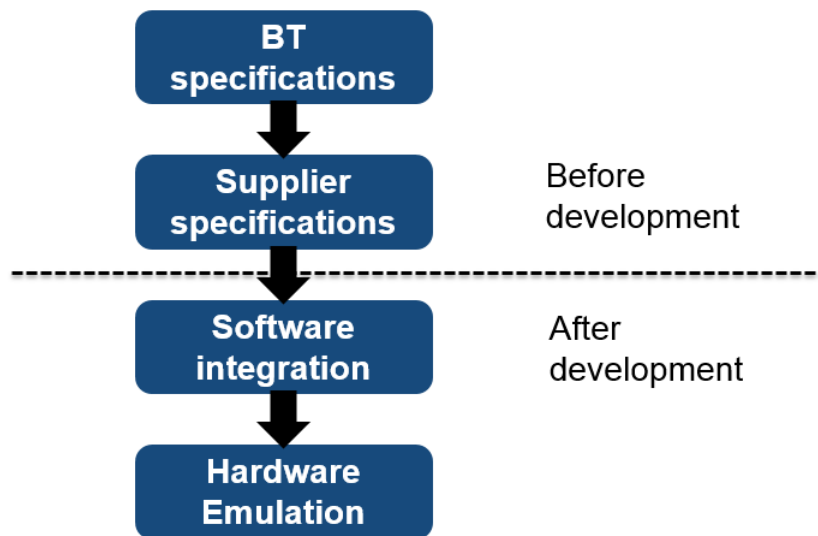 BT
specifications
Supplier
specifications
Before
development
Software
integration
After
development
Hardware
Emulation